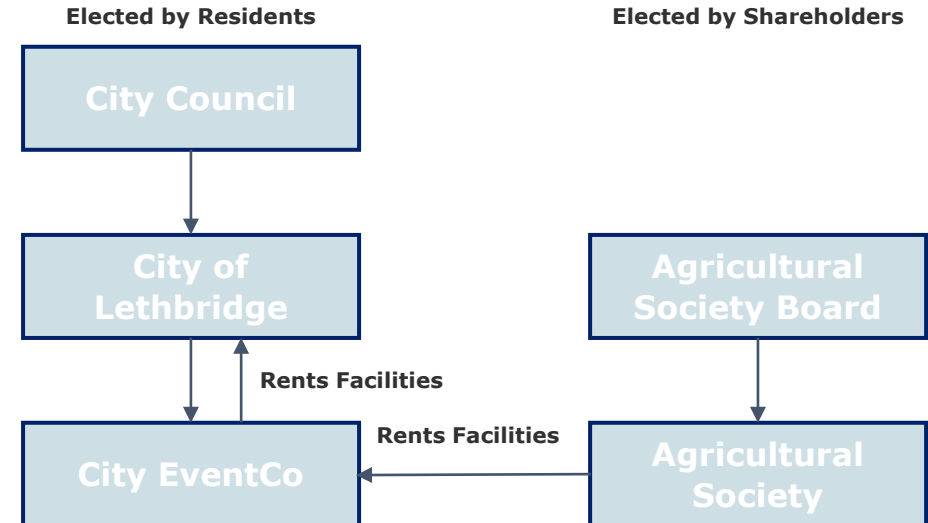 Elected by Residents
Elected by Shareholders
City Council
City of
Lethbridge
Agricultural
Society Board
Rents Facilities
Rents Facilities
City EventCo
Agricultural
Society